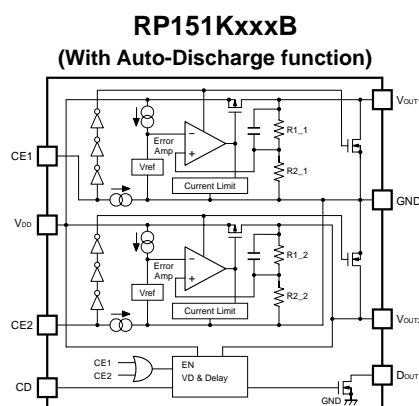 RP151KxxxB
(With Auto-Discharge function)
VOUT1
Error
Amp
R1_1
CE1
Vref
R2_1
Current Limit
GND
VDD
Error
Amp
R1_2
Vref
R2_2
Current Limit
CE2
VOUT2
CE1
CE2
EN
VD & Delay
DOUT
CD
GND